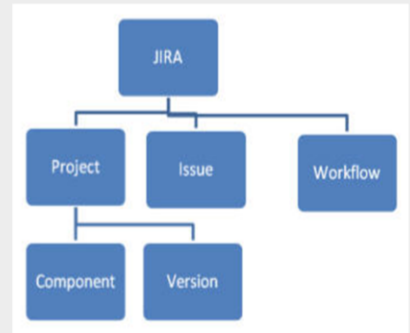 JIRA
Project
Issue
Workflow
Component
Version